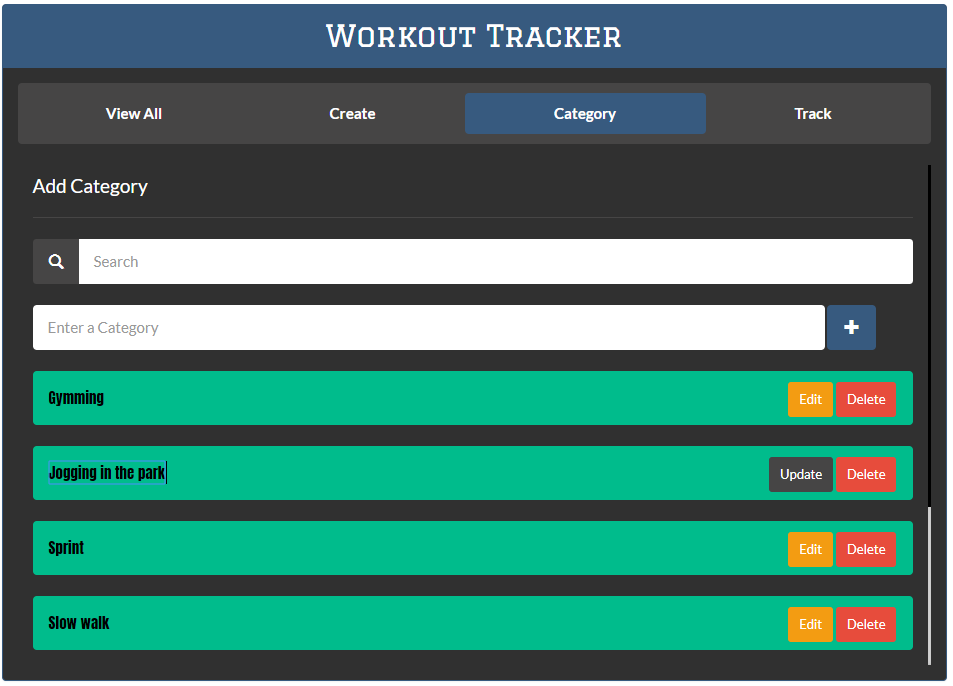 Workout Tracker
View All Create Category Track
Add Category
Search
Enter a Category
Gymming Edit Delete
Jogging in the park Update Delete
Sprint Edit Delete
Slow walk Edit Delete